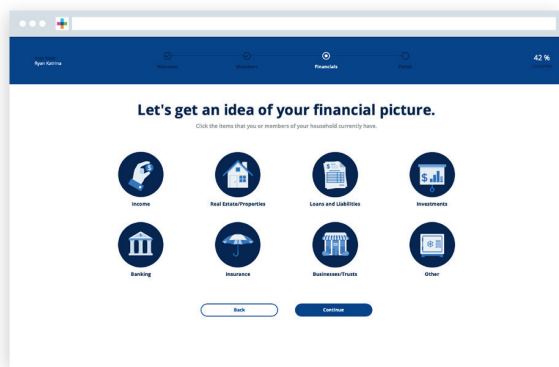 Ryan Katrina
Financials
42 %
Let's get an idea of your financial picture.
Click the items that you or members of your household currently have.
Income
Real Estate/Properties
Loans and Liabilities
Investments
Banking
Insurance
Businesses/Trusts
Other
Back
Continue